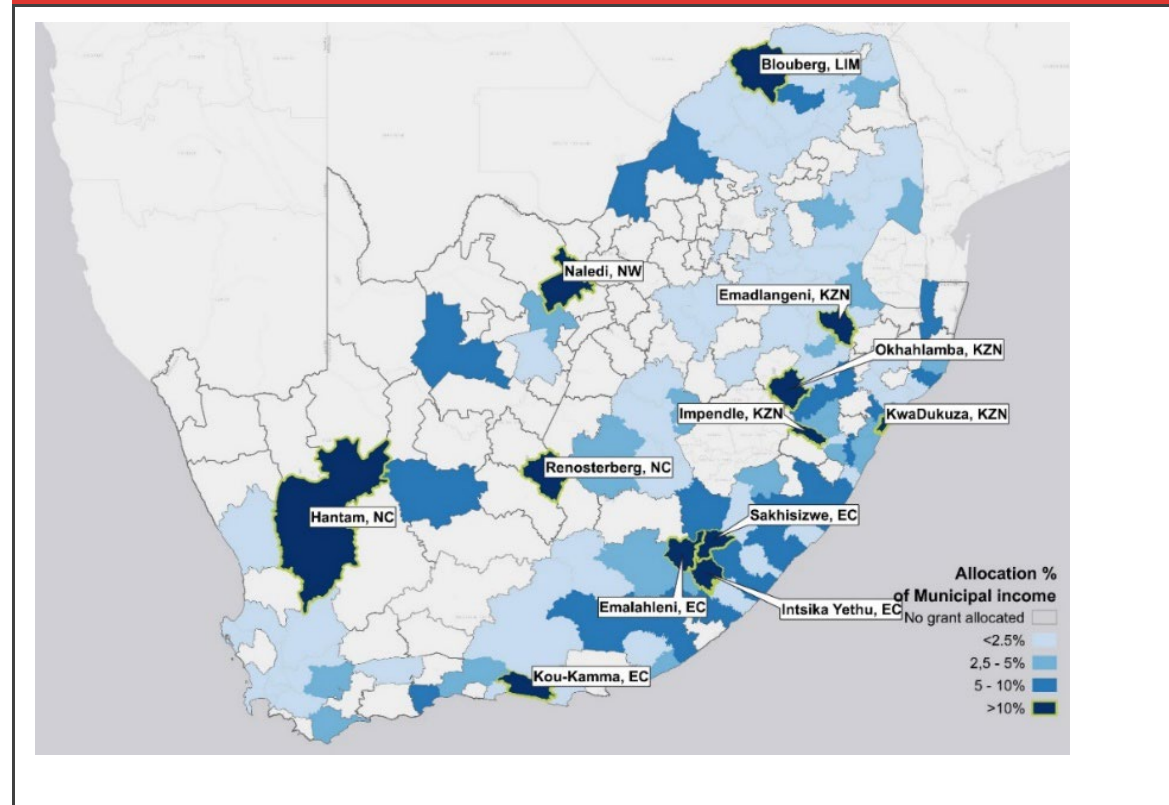 Blouberg, LIM
Naledi, NW
Emadlangeni, KZN
Okhahlamba, KZN
Impendle, KZN
KwaDukuza, KZN
Renosterberg, NC
Hantam, NC
Sakhisizwe, EC
Emalahleni, EC
Intsika Yethu, EC
Kou-Kamma, EC
Allocation %
of Municipal income
No grant allocated
<2.5%
2,5 - 5%
5 - 10%
>10%